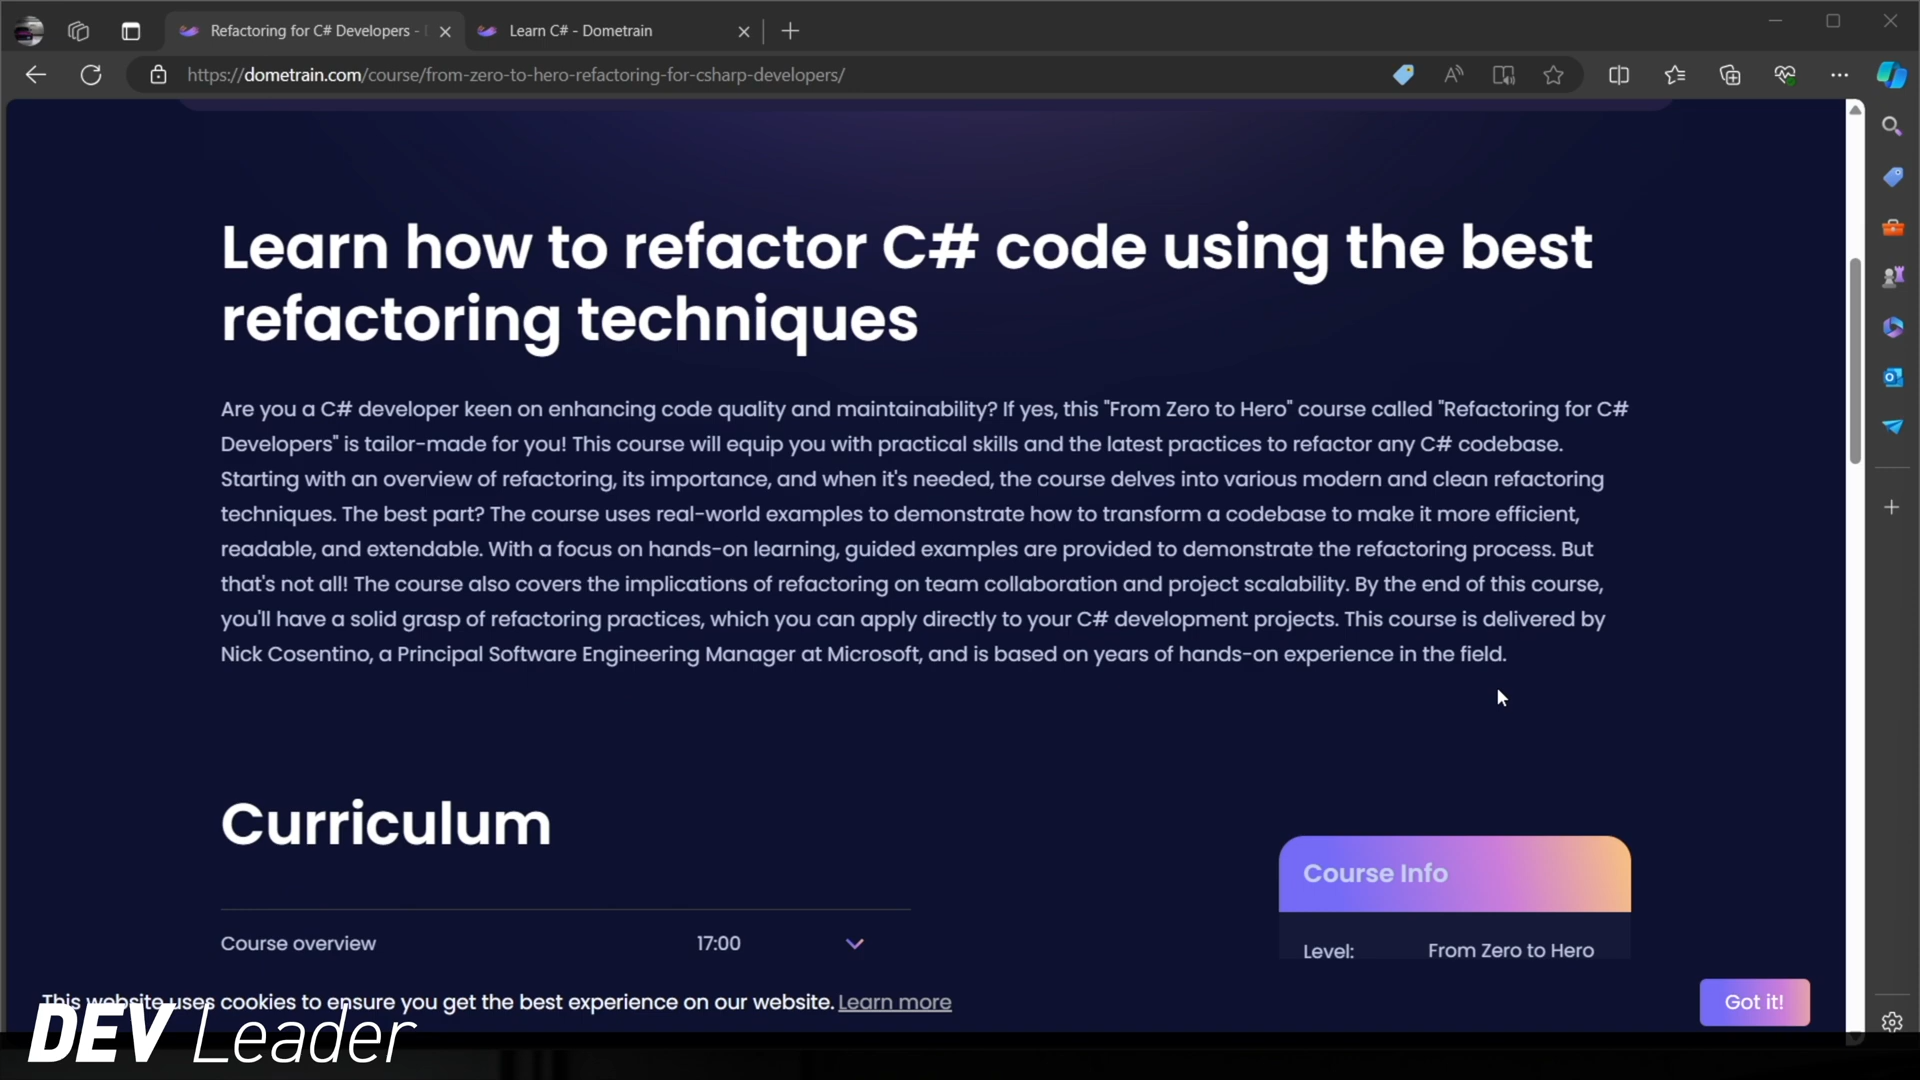 Refactoring for C# Developers -
Learn C# - Dometrain
https://dometrain.com/course/from-zero-to-hero-refactoring-for-csharp-developers/
Learn how to refactor C# code using the best
refactoring techniques
Are you a C# developer keen on enhancing code quality and maintainability? If yes, this "From Zero to Hero" course called "Refactoring for C#
Developers" is tailor-made for you! This course will equip you with practical skills and the latest practices to refactor any C# codebase.
Starting with an overview of refactoring, its importance, and when it's needed, the course delves into various modern and clean refactoring
techniques. The best part? The course uses real-world examples to demonstrate how to transform a codebase to make it more efficient,
readable, and extendable. With a focus on hands-on learning, guided examples are provided to demonstrate the refactoring process. But
that's not all! The course also covers the implications of refactoring on team collaboration and project scalability. By the end of this course,
you'll have a solid grasp of refactoring practices, which you can apply directly to your C# development projects. This course is delivered by
Nick Cosentino, a Principal Software Engineering Manager at Microsoft, and is based on years of hands-on experience in the field.
Curriculum
Course Info
Course overview 17:00
Level: From Zero to Hero
This website uses cookies to ensure you get the best experience on our website. Learn more
Got it!
DEV Leader